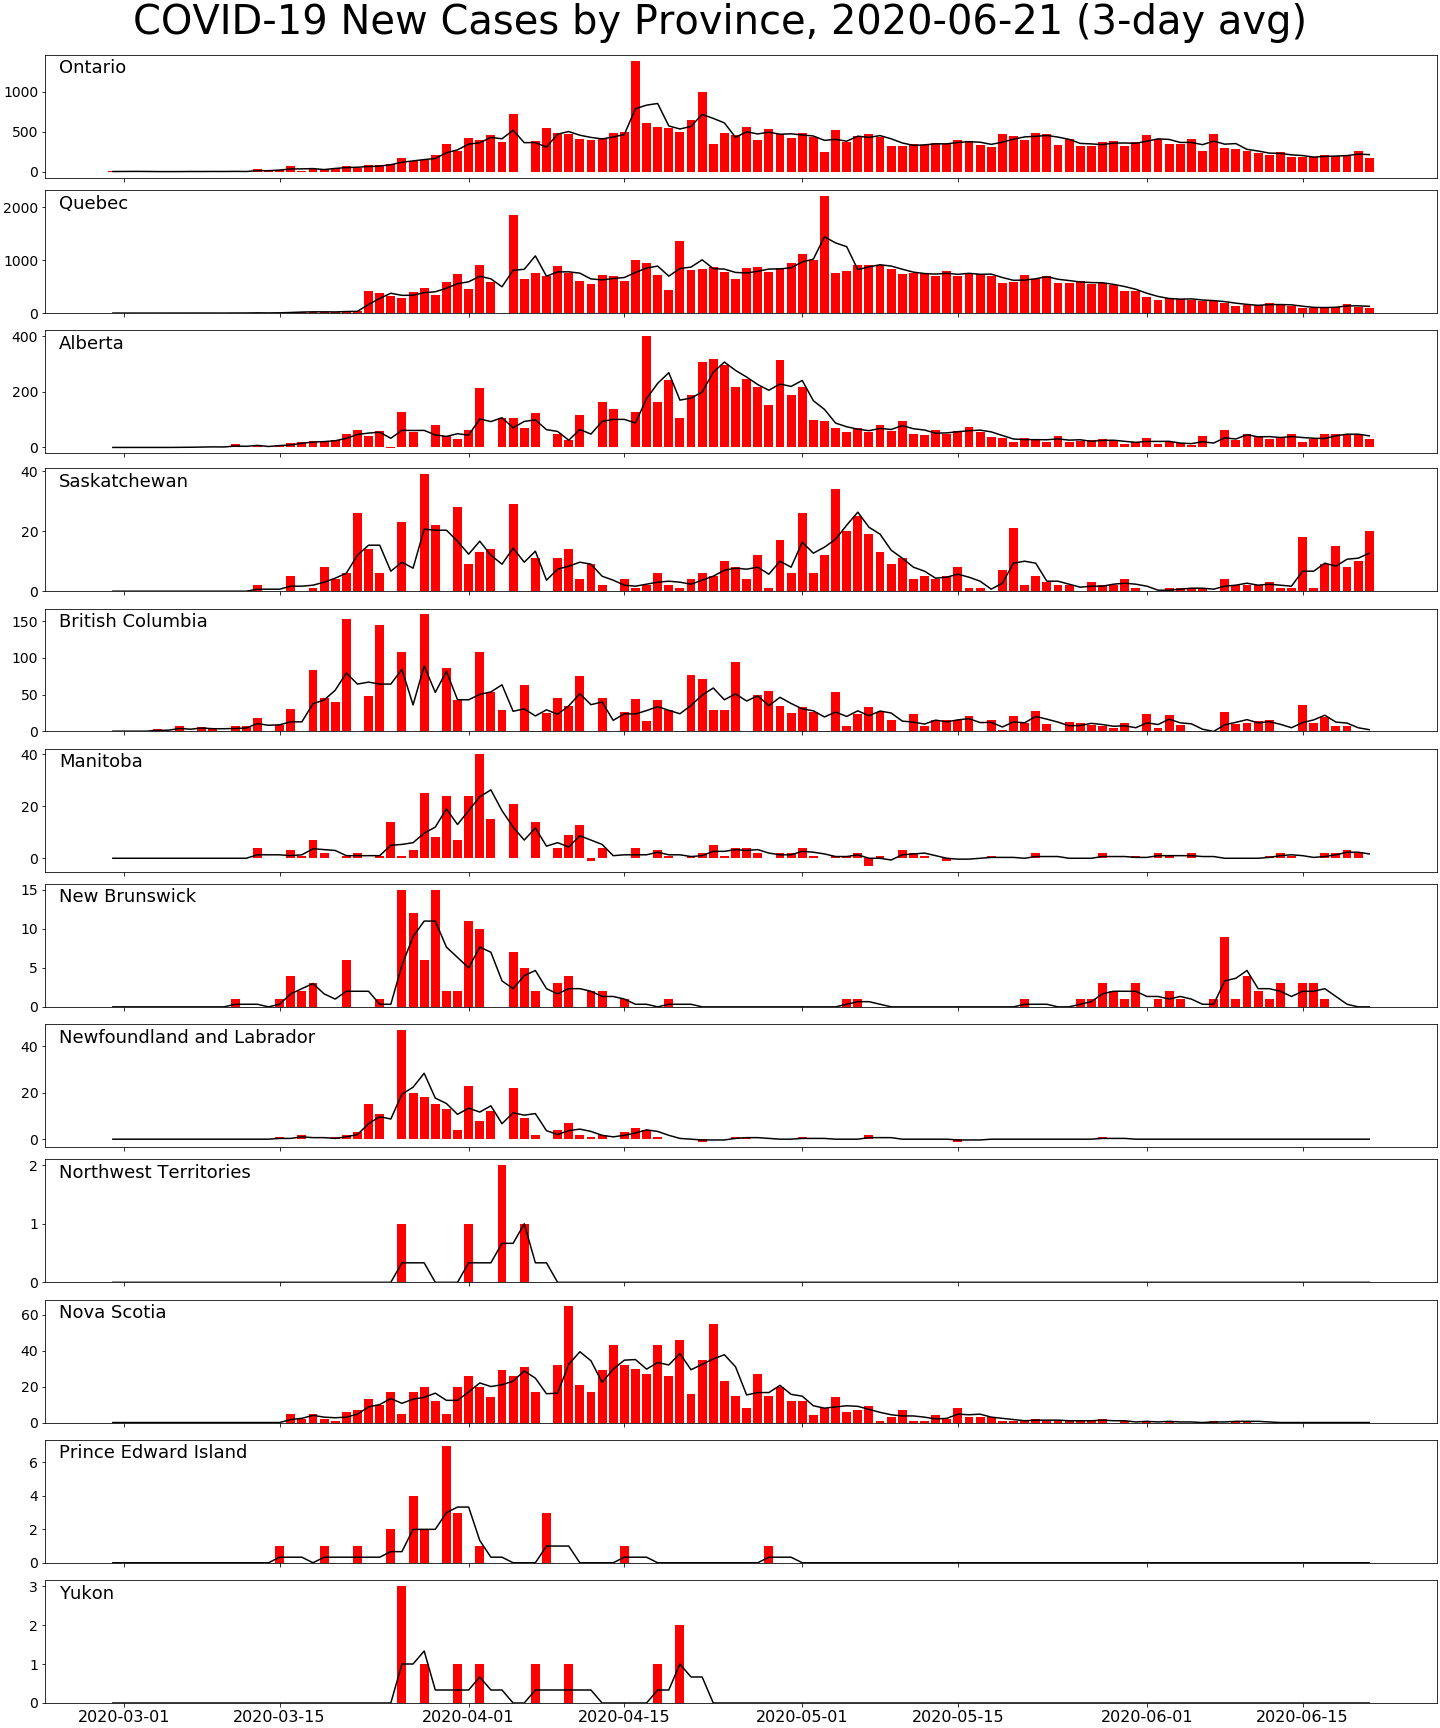 COVID-19 New Cases by Province, 2020-06-21 (3-day avg)
Ontario
1000
500
0
Quebec
2000
1000
0
Alberta
400
200
0
Saskatchewan
40
20
0
British Columbia
150
100
50
0
Manitoba
40
20
0
New Brunswick
15
10
5
0
Newfoundland and Labrador
40
20
0
Northwest Territories
2
1
0
Nova Scotia
60
40
20
0
Prince Edward Island
6
4
2
0
Yukon
3
2
1
0
2020-03-01 2020-03-15 2020-04-01 2020-04-15 2020-05-01 2020-05-15 2020-06-01 2020-06-15